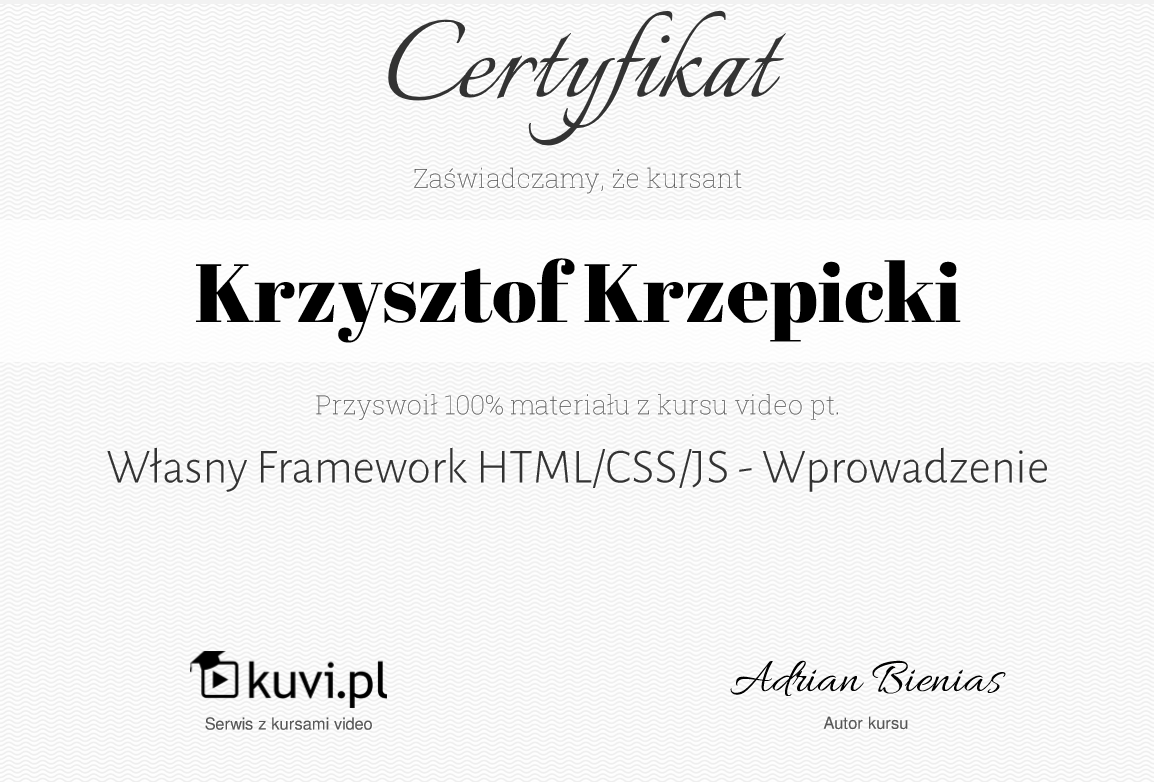 Certyfikat
Zaświadczamy, że kursant
Krzysztof Krzepicki
Przyswoił 100% materiału z kursu video pt.
Własny Framework HTML/CSS/JS - Wprowadzenie
kuvi.pl
Serwis z kursami video
Adrian Bienias
Autor kursu